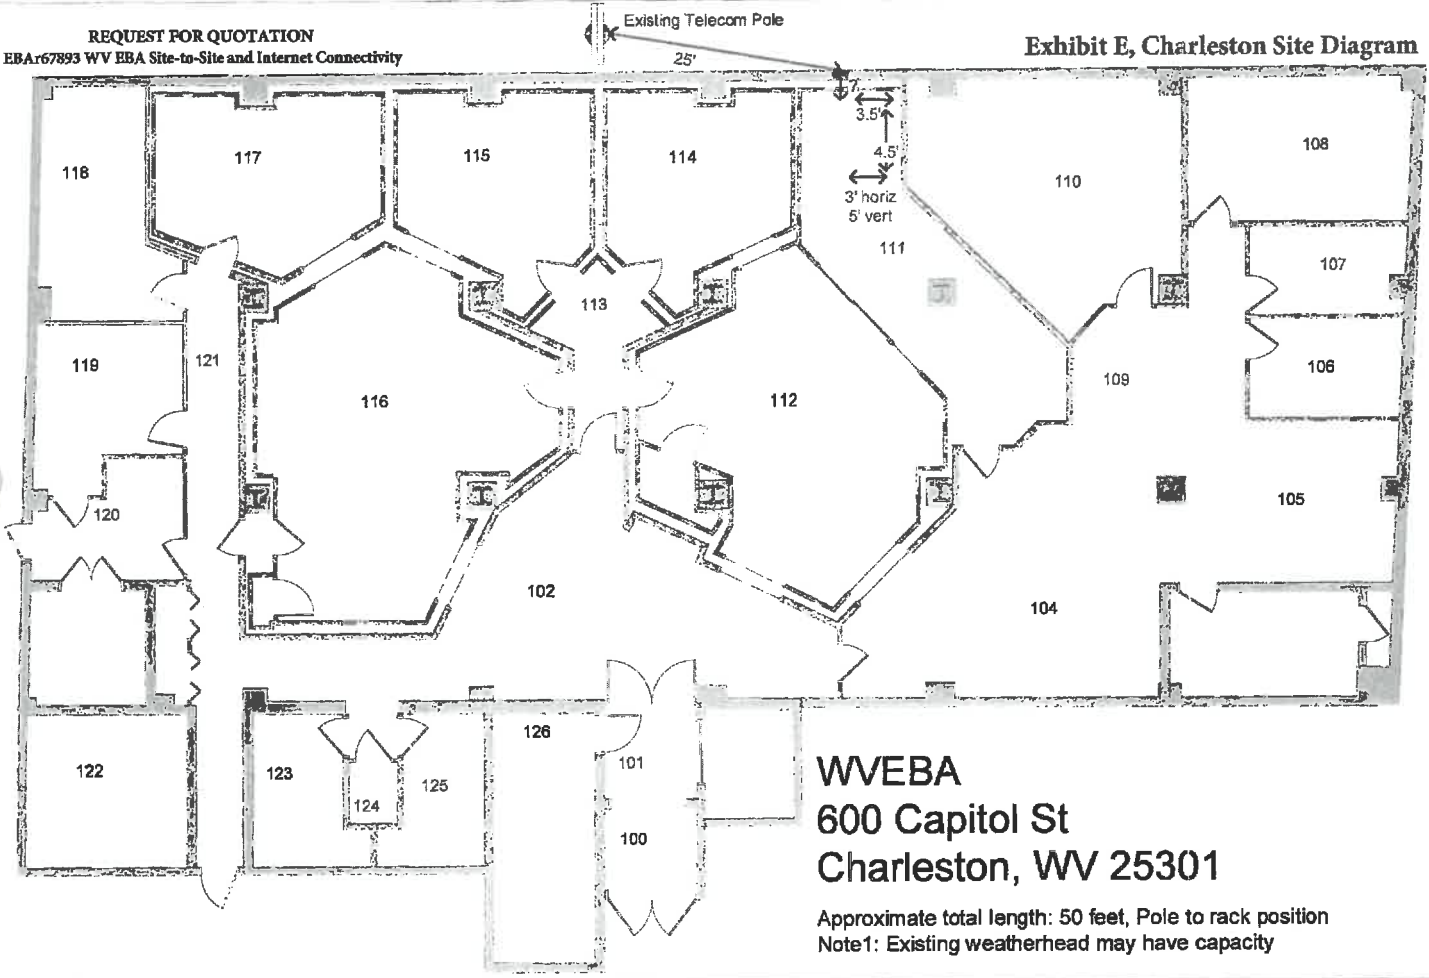 Existing Telecom Pole
REQUEST FOR QUOTATION
EBAr67893 WV EBA Site-to-Site and Internet Connectivity
Exhibit E, Charleston Site Diagram
25'
3.5'
4.5'
3' horiz
5' vert
118
117
115
114
110
108
111
107
113
121
119
116
112
109
106
120
105
102
104
122
123
124
125
126
101
100
WVEBA
600 Capitol St
Charleston, WV 25301
Approximate total length: 50 feet, Pole to rack position
Note1: Existing weatherhead may have capacity